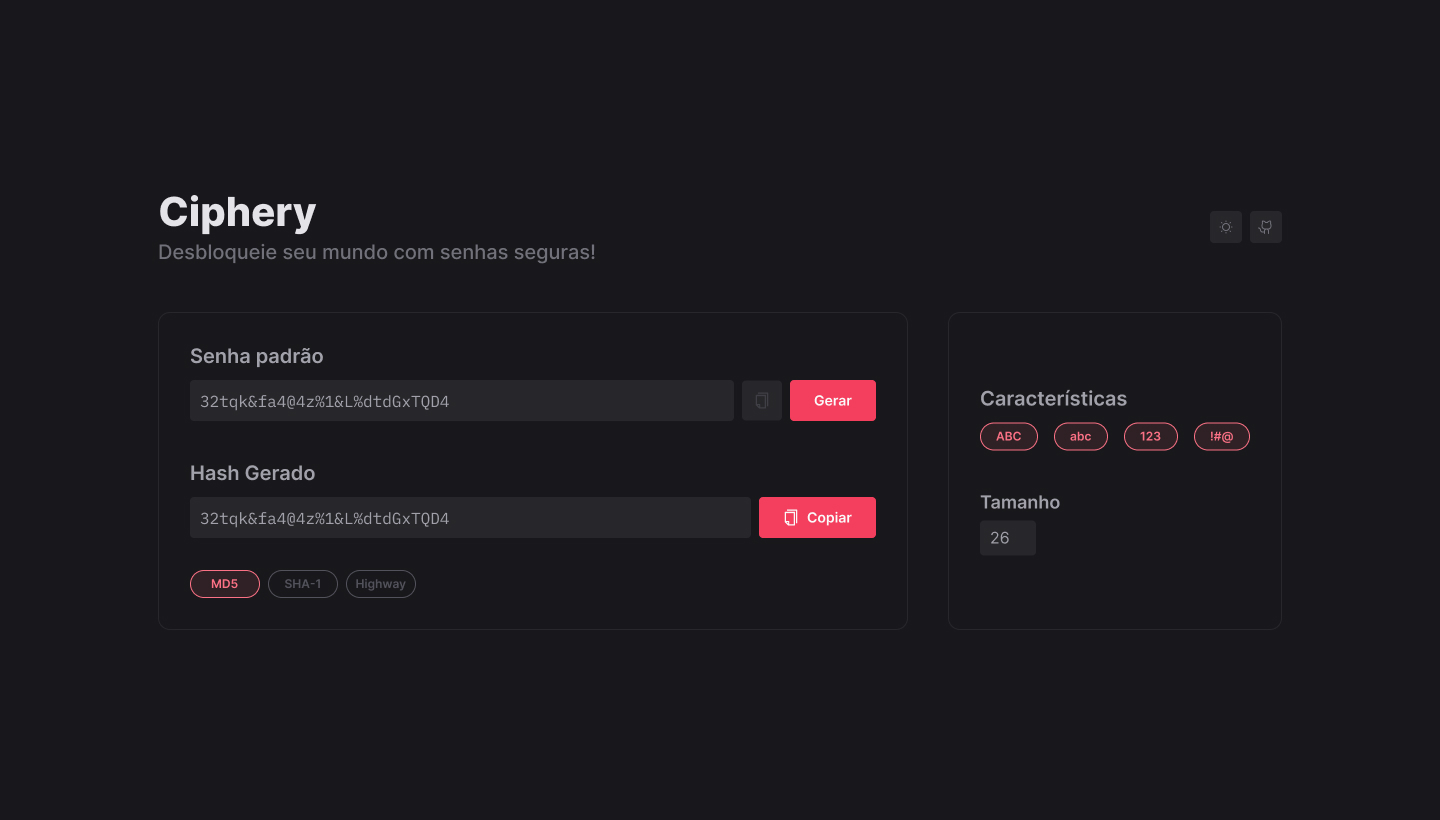 Ciphery
Desbloqueie seu mundo com senhas seguras!
Senha padrão
32tqk&fa4@4z%1&L%dtdGxTQD4
Gerar
Hash Gerado
32tqk&fa4@4z%1&L%dtdGxTQD4
Copiar
MD5 SHA-1 Highway
Características
ABC abc 123 !#@
Tamanho
26